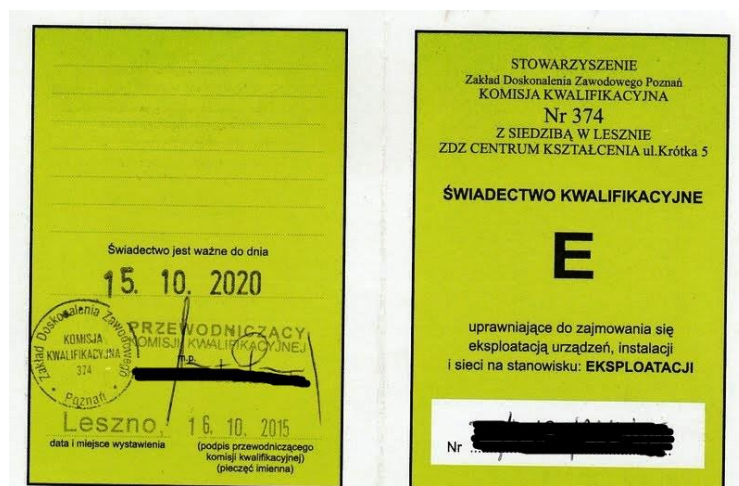 Świadectwo jest ważne do dnia
15. 10. 2020
Zakład Doskonalenia Zawodowego
KOMISJA
KWALIFIKACYJNA
374
Poznań
PRZEWODNICZĄCY
KOMISJI KWALIFIKACYJNEJ
m.p.
Leszno, 16. 10. 2015
data i miejsce wystawienia
(podpis przewodniczącego
komisji kwalifikacyjnej)
(pieczęć imienna)
STOWARZYSZENIE
Zakład Doskonalenia Zawodowego Poznań
KOMISJA KWALIFIKACYJNA
Nr 374
Z SIEDZIBĄ W LESZNIE
ZDZ CENTRUM KSZTAŁCENIA ul.Krótka 5
ŚWIADECTWO KWALIFIKACYJNE
E
uprawniające do zajmowania się
eksploatacją urządzeń, instalacji
i sieci na stanowisku: EKSPLOATACJI
Nr